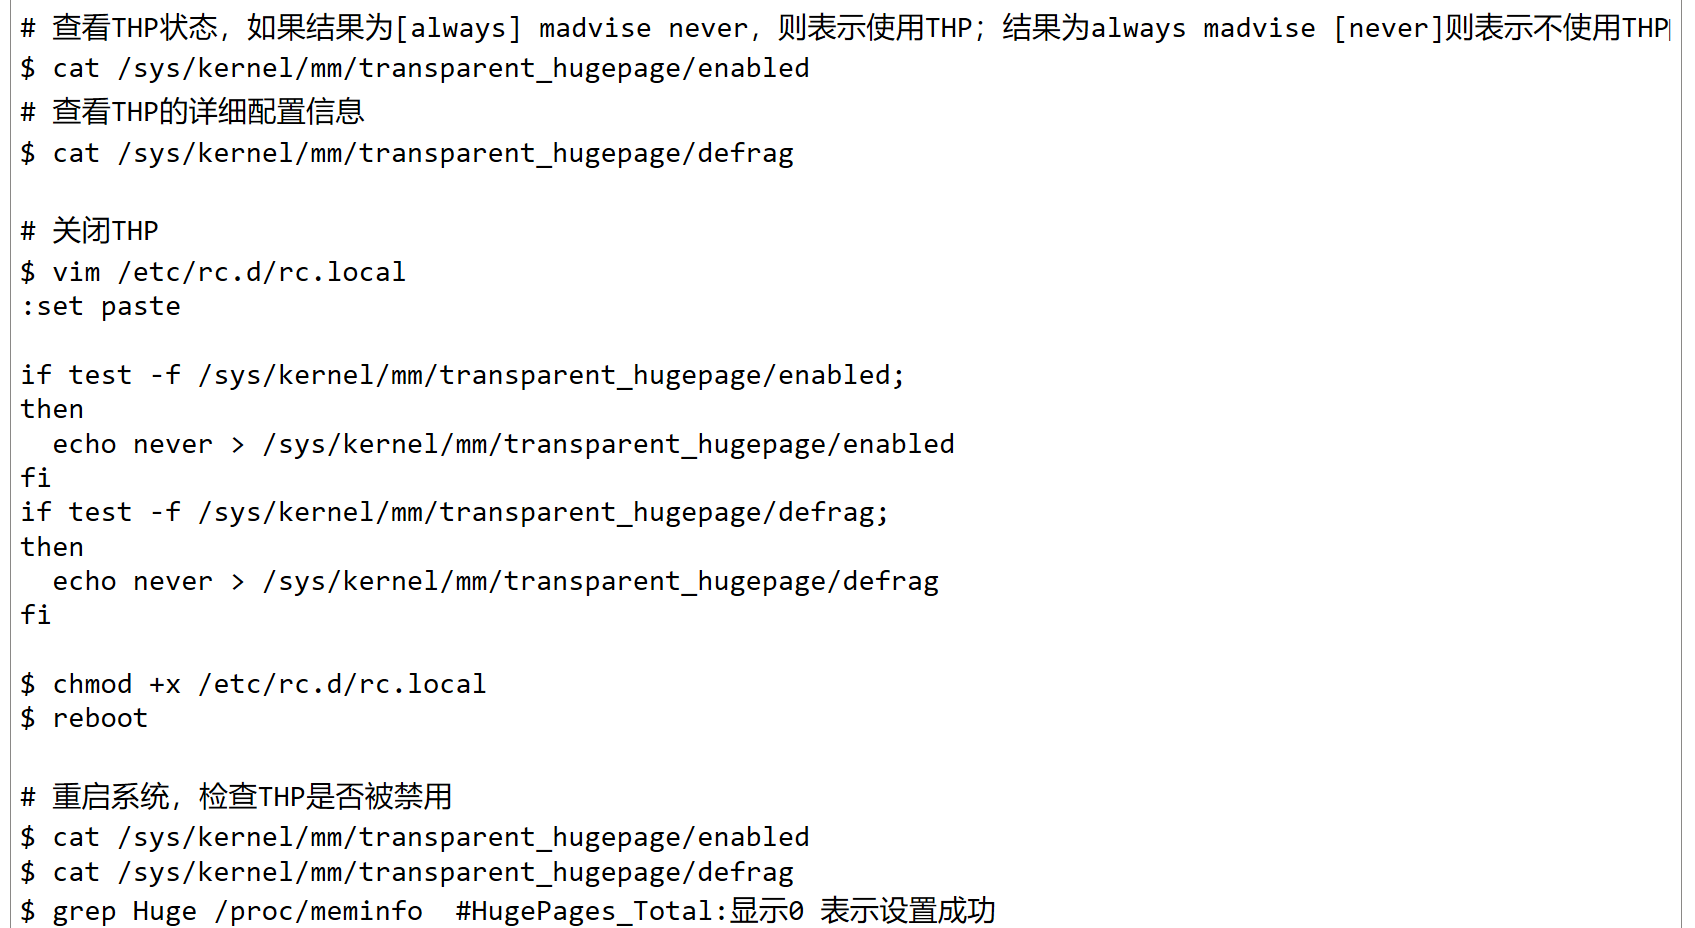 # 查看THP状态，如果结果为[always] madvise never，则表示使用THP；结果为always madvise [never]则表示不使用THP
$ cat /sys/kernel/mm/transparent_hugepage/enabled
# 查看THP的详细配置信息
$ cat /sys/kernel/mm/transparent_hugepage/defrag
# 关闭THP
$ vim /etc/rc.d/rc.local
:set paste
if test -f /sys/kernel/mm/transparent_hugepage/enabled;
then
  echo never > /sys/kernel/mm/transparent_hugepage/enabled
fi
if test -f /sys/kernel/mm/transparent_hugepage/defrag;
then
  echo never > /sys/kernel/mm/transparent_hugepage/defrag
fi
$ chmod +x /etc/rc.d/rc.local
$ reboot
# 重启系统，检查THP是否被禁用
$ cat /sys/kernel/mm/transparent_hugepage/enabled
$ cat /sys/kernel/mm/transparent_hugepage/defrag
$ grep Huge /proc/meminfo  #HugePages_Total:显示0 表示设置成功